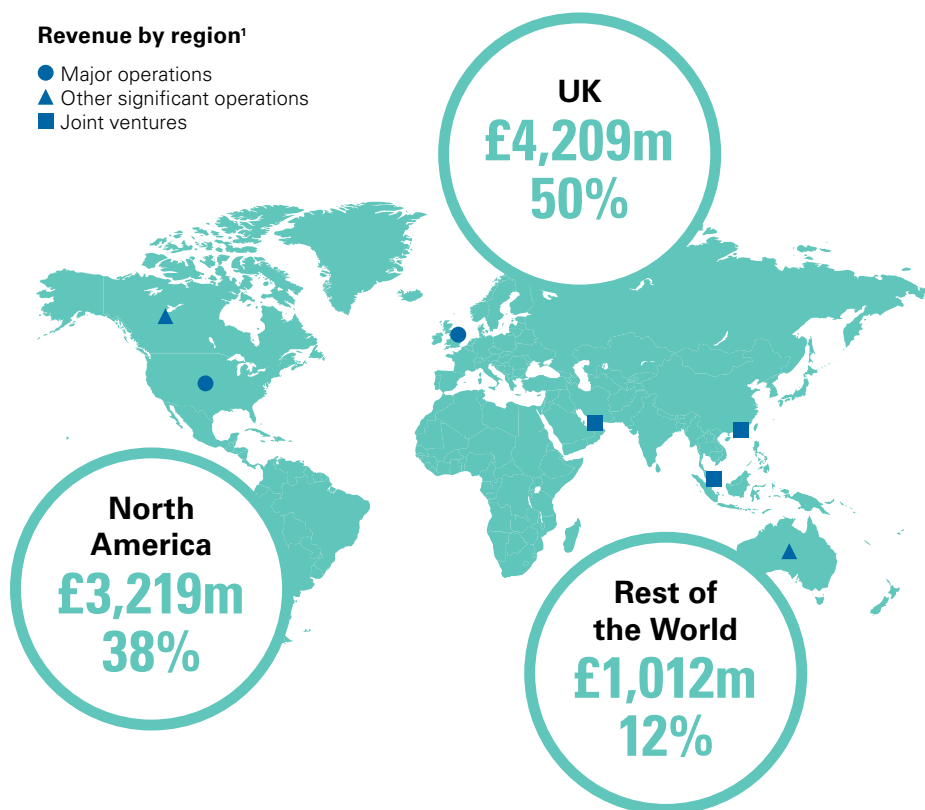 Revenue by region¹
Major operations
Other significant operations
Joint ventures
UK
£4,209m
50%
North
America
£3,219m
38%
Rest of
the World
£1,012m
12%